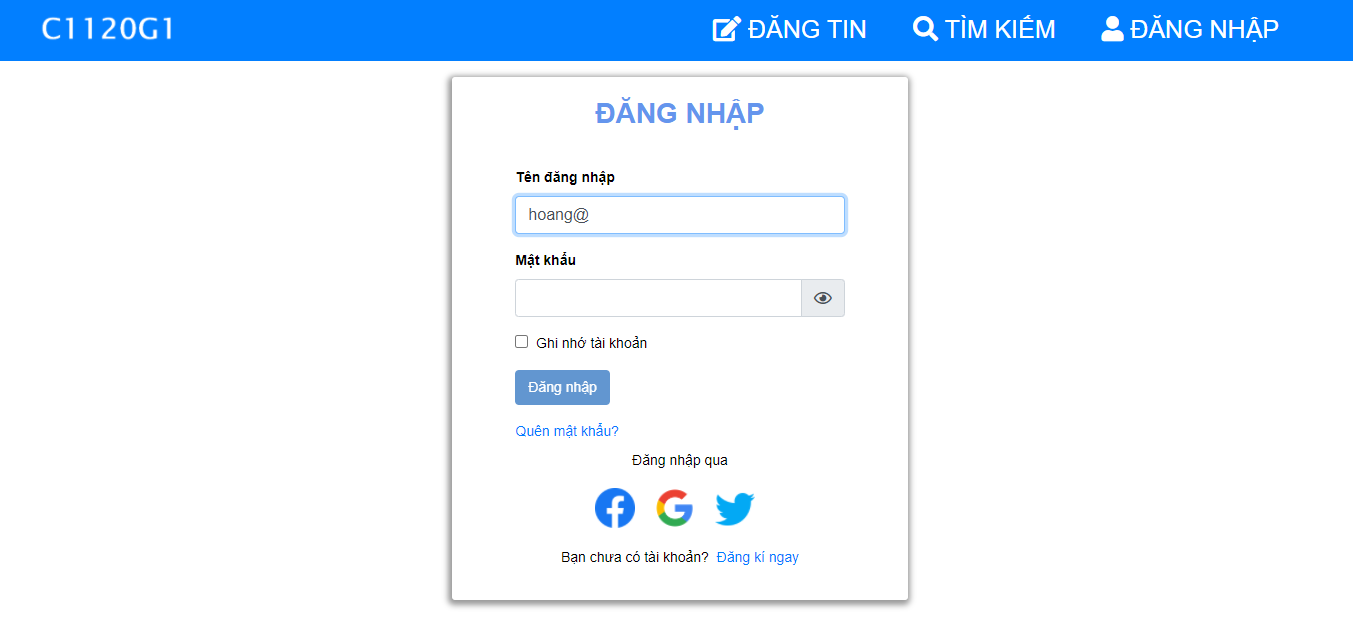 C1120G1 ĐĂNG TIN TÌM KIẾM ĐĂNG NHẬP
ĐĂNG NHẬP
Tên đăng nhập
hoang@
Mật khẩu
Ghi nhớ tài khoản
Đăng nhập
Quên mật khẩu?
Đăng nhập qua
Bạn chưa có tài khoản? Đăng kí ngay